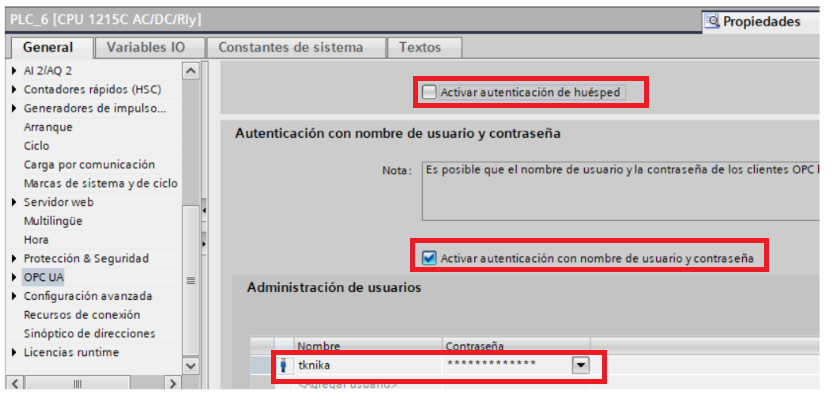 PLC_6 [CPU 1215C AC/DC/Rly]
Propiedades
General
Variables IO
Constantes de sistema
Textos
AI 2/AQ 2
Contadores rápidos (HSC)
Generadores de impulso...
Arranque
Ciclo
Carga por comunicación
Marcas de sistema y de ciclo
Servidor web
Multilingüe
Hora
Protección & Seguridad
OPC UA
Configuración avanzada
Recursos de conexión
Sinóptico de direcciones
Licencias runtime
Activar autenticación de huésped
Autenticación con nombre de usuario y contraseña
Nota:
Es posible que el nombre de usuario y la contraseña de los clientes OPC
Activar autenticación con nombre de usuario y contraseña
Administración de usuarios
Nombre
Contraseña
tknika
*************
<Agregar usuario>